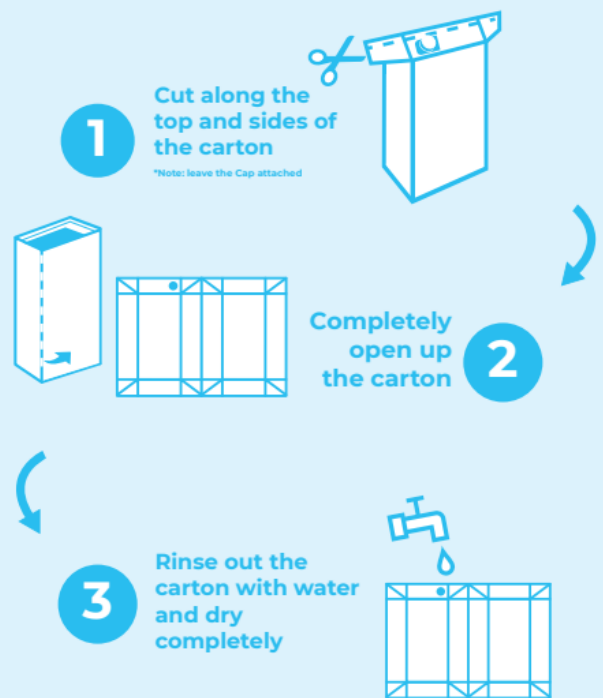 1
Cut along the
top and sides of
the carton
*Note: leave the Cap attached
Completely
open up
the carton
2
3
Rinse out the
carton with water
and dry
completely